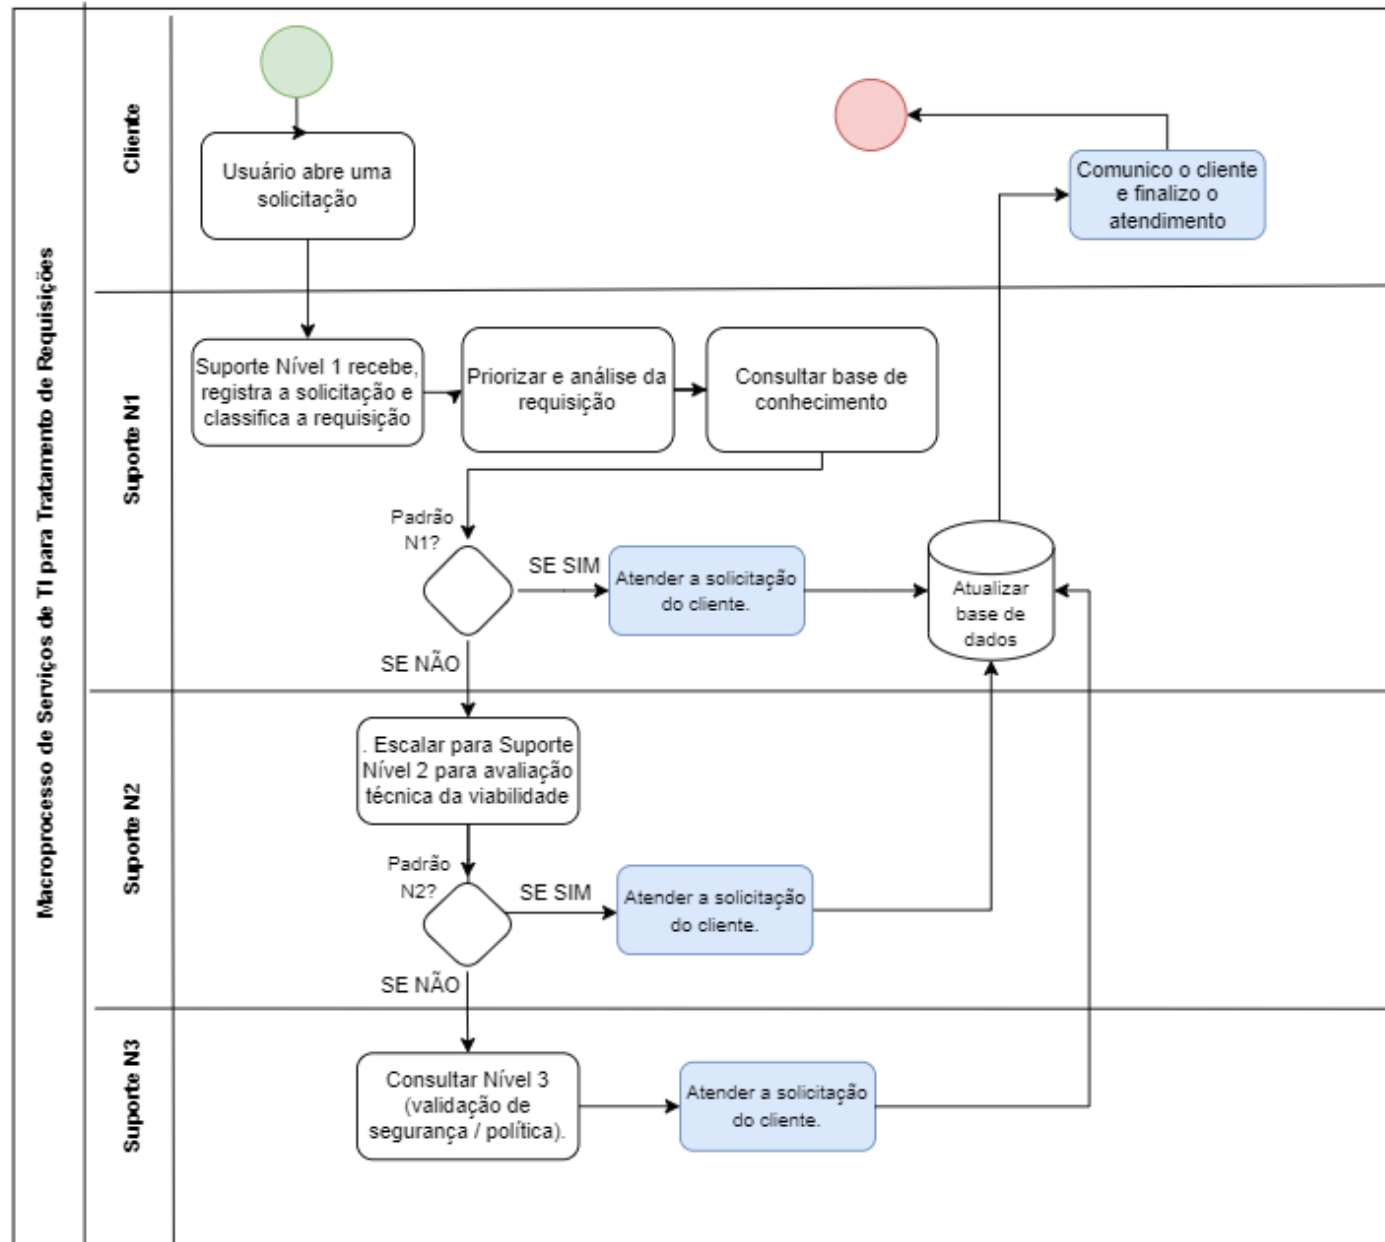 Macroprocesso de Serviços de TI para Tratamento de Requisições
Cliente
Usuário abre uma
solicitação
Comunico o cliente
e finalizo o
atendimento
Suporte N1
Suporte Nível 1 recebe,
registra a solicitação e
classifica a requisição
Priorizar e análise da
requisição
Consultar base de
conhecimento
Padrão
N1?
SE SIM
Atender a solicitação
do cliente.
Atualizar
base de
dados
SE NÃO
Suporte N2
. Escalar para Suporte
Nível 2 para avaliação
técnica da viabilidade
Padrão
N2?
SE SIM
Atender a solicitação
do cliente.
SE NÃO
Suporte N3
Consultar Nível 3
(validação de
segurança / política).
Atender a solicitação
do cliente.